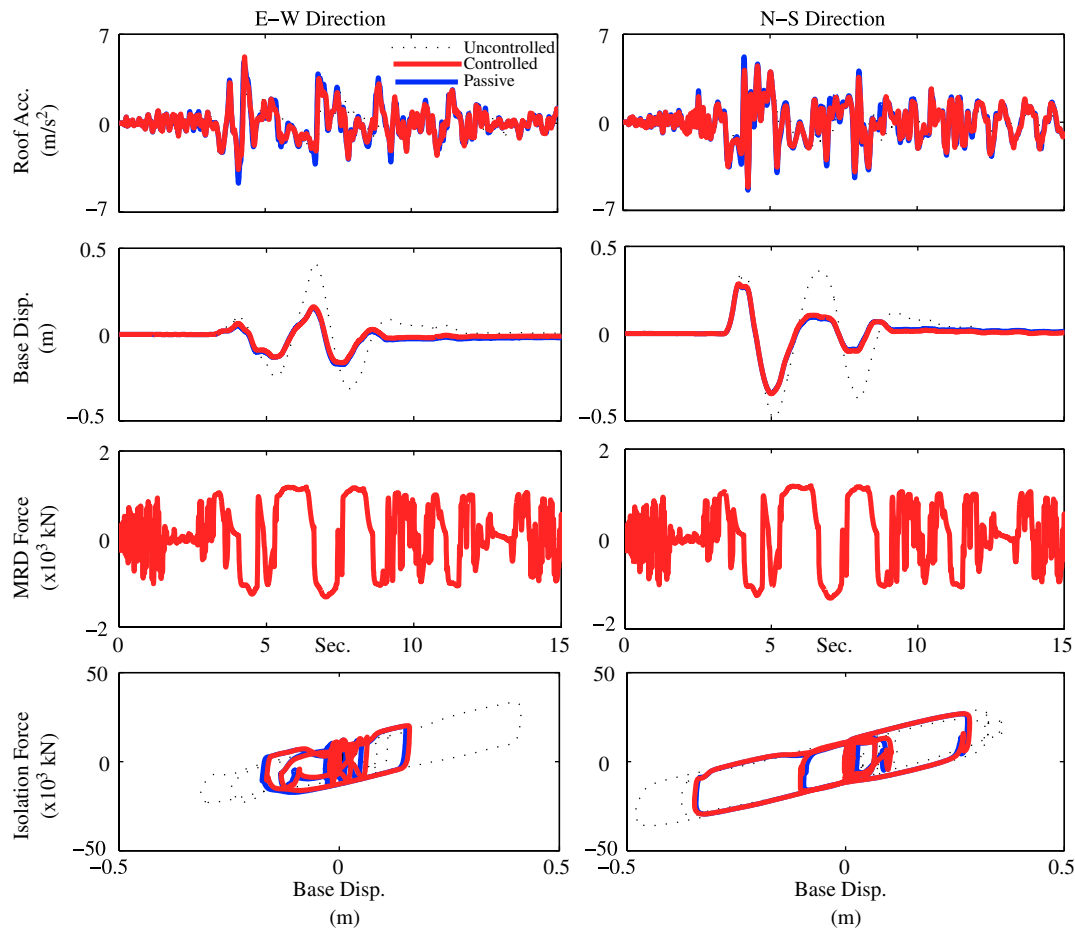 E−W Direction
N−S Direction
Roof Acc.
(m/s²)
7
0
−7
Uncontrolled
Controlled
Passive
7
0
−7
Base Disp.
(m)
0.5
0
−0.5
0.5
0
−0.5
MRD Force
(x10³ kN)
2
0
−2
0
5
Sec.
10
15
2
0
−2
0
5
Sec.
10
15
Isolation Force
(x10³ kN)
50
0
−50
−0.5
0
0.5
Base Disp.
(m)
50
0
−50
−0.5
0
0.5
Base Disp.
(m)